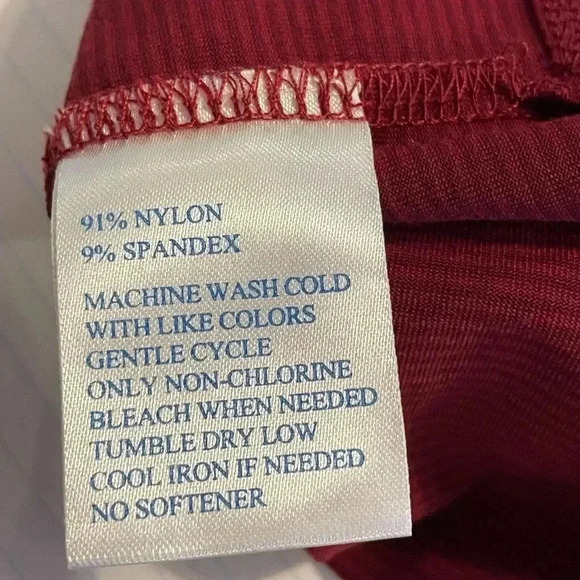 91% NYLON
9% SPANDEX
MACHINE WASH COLD
WITH LIKE COLORS
GENTLE CYCLE
ONLY NON-CHLORINE
BLEACH WHEN NEEDED
TUMBLE DRY LOW
COOL IRON IF NEEDED
NO SOFTENER